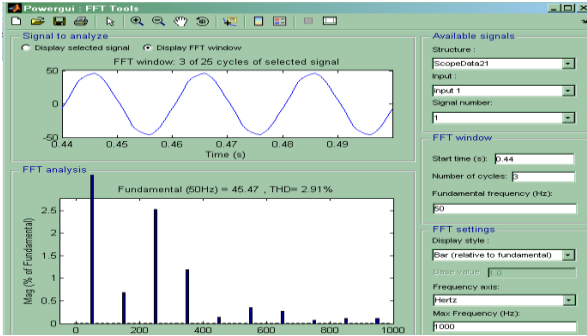 Powergui : FFT Tools
Signal to analyze
Display selected signal
Display FFT window
FFT window: 3 of 25 cycles of selected signal
50
0
-50
0.44 0.45 0.46 0.47 0.48 0.49
Time (s)
FFT analysis
Fundamental (50Hz) = 45.47 , THD= 2.91%
Mag (% of Fundamental)
2.5
2
1.5
1
0.5
0
0 200 400 600 800 1000
Available signals
Structure :
ScopeData21
Input :
input 1
Signal number:
1
FFT window
Start time (s): 0.44
Number of cycles: 3
Fundamental frequency (Hz):
50
FFT settings
Display style :
Bar (relative to fundamental)
Base value: 1.0
Frequency axis:
Hertz
Max Frequency (Hz):
1000